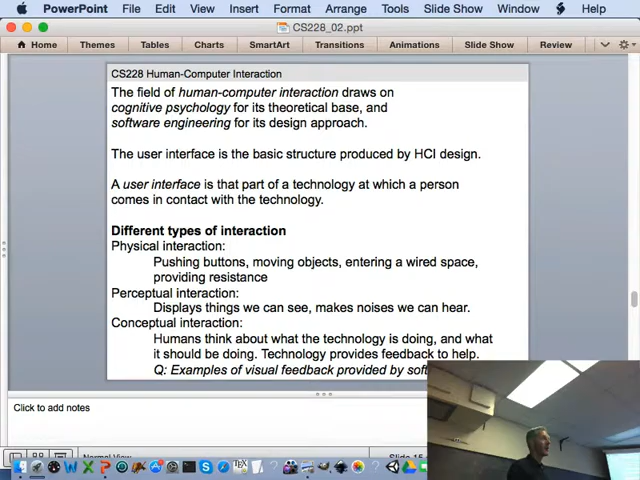 PowerPoint File Edit View Insert Format Arrange Tools Slide Show Window Help
CS228_02.ppt
Home Themes Tables Charts SmartArt Transitions Animations Slide Show Review
CS228 Human-Computer Interaction
The field of human-computer interaction draws on
cognitive psychology for its theoretical base, and
software engineering for its design approach.
The user interface is the basic structure produced by HCI design.
A user interface is that part of a technology at which a person
comes in contact with the technology.
Different types of interaction
Physical interaction:
Pushing buttons, moving objects, entering a wired space,
providing resistance
Perceptual interaction:
Displays things we can see, makes noises we can hear.
Conceptual interaction:
Humans think about what the technology is doing, and what
it should be doing. Technology provides feedback to help.
Q: Examples of visual feedback provided by
Click to add notes
Normal View